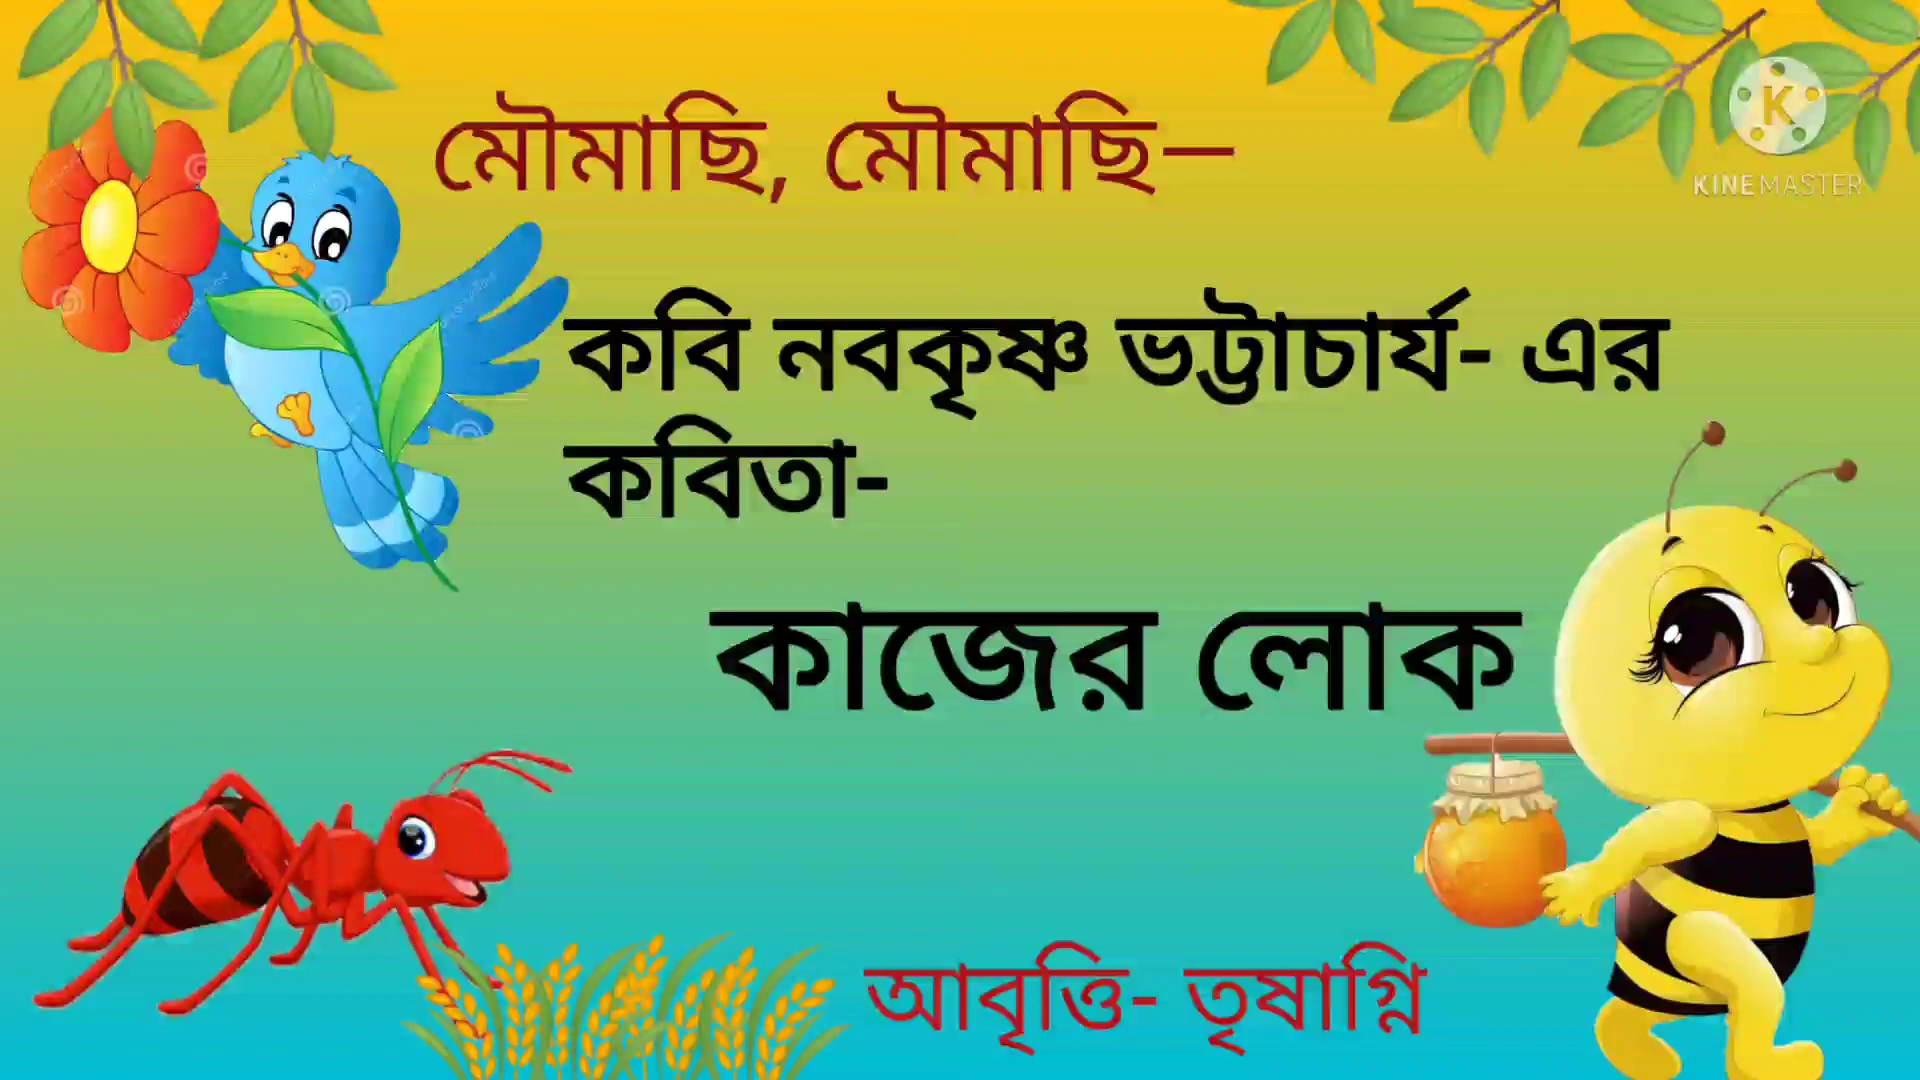 মৌমাছি, মৌমাছি—
KINEMASTER
কবি নবকৃষ্ণ ভট্টাচার্য- এর
কবিতা-
কাজের লোক
আবৃত্তি- তৃষাগ্নি